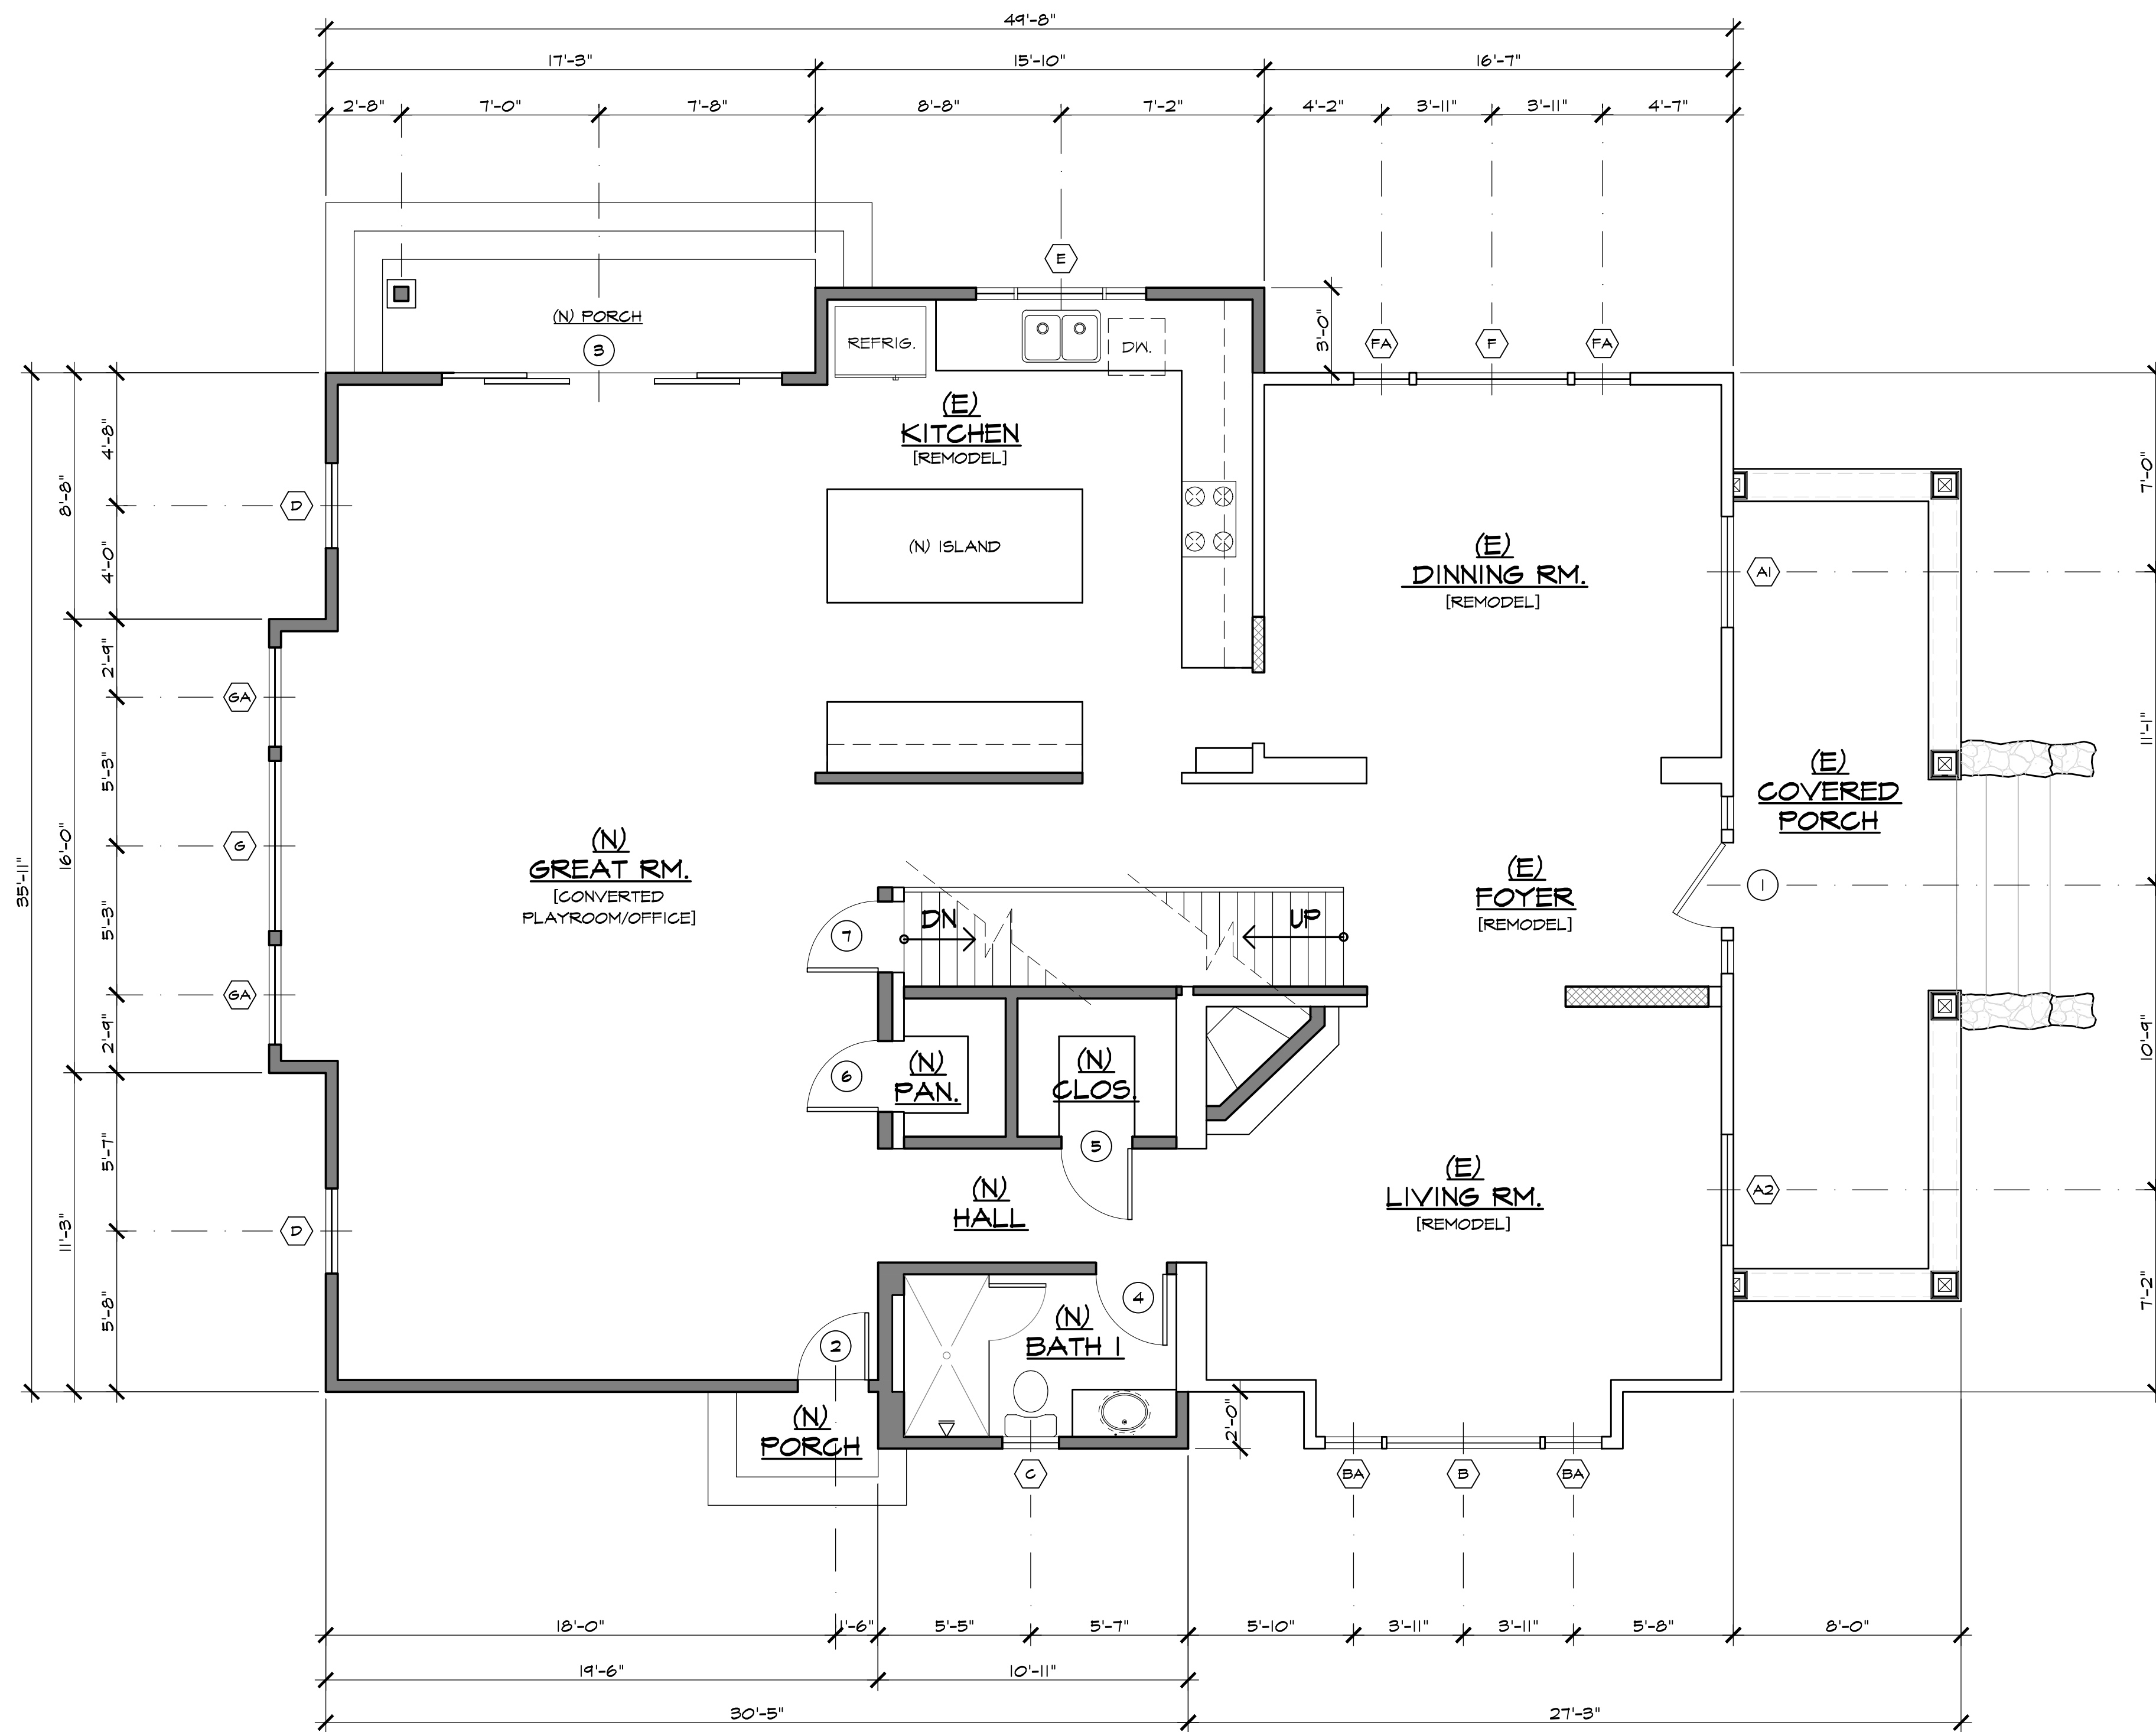 49'-8"
17'-3" 15'-10" 16'-7"
2'-8" 7'-0" 7'-8" 8'-8" 7'-2" 4'-2" 3'-11" 3'-11" 4'-7"
E
(N) PORCH
3
REFRIG.
DW.
3'-0"
FA F FA
(E)
KITCHEN
[REMODEL]
(N) ISLAND
(E)
DINNING RM.
[REMODEL]
35'-11"
8'-8"
16'-0"
11'-3"
4'-8"
4'-0"
2'-9"
5'-3"
5'-3"
2'-9"
5'-7"
5'-8"
D
GA
G
GA
D
A1
1
A2
7'-0"
11'-1"
10'-9"
7'-2"
(E)
COVERED
PORCH
(N)
GREAT RM.
[CONVERTED
PLAYROOM/OFFICE]
(E)
FOYER
[REMODEL]
7
DN
UP
6
(N)
PAN.
(N)
CLOS.
5
(N)
HALL
(E)
LIVING RM.
[REMODEL]
4
(N)
BATH 1
2
(N)
PORCH
2'-0"
C
BA B BA
18'-0" 1'-6" 5'-5" 5'-7" 5'-10" 3'-11" 3'-11" 5'-8" 8'-0"
19'-6" 10'-11"
30'-5" 27'-3"